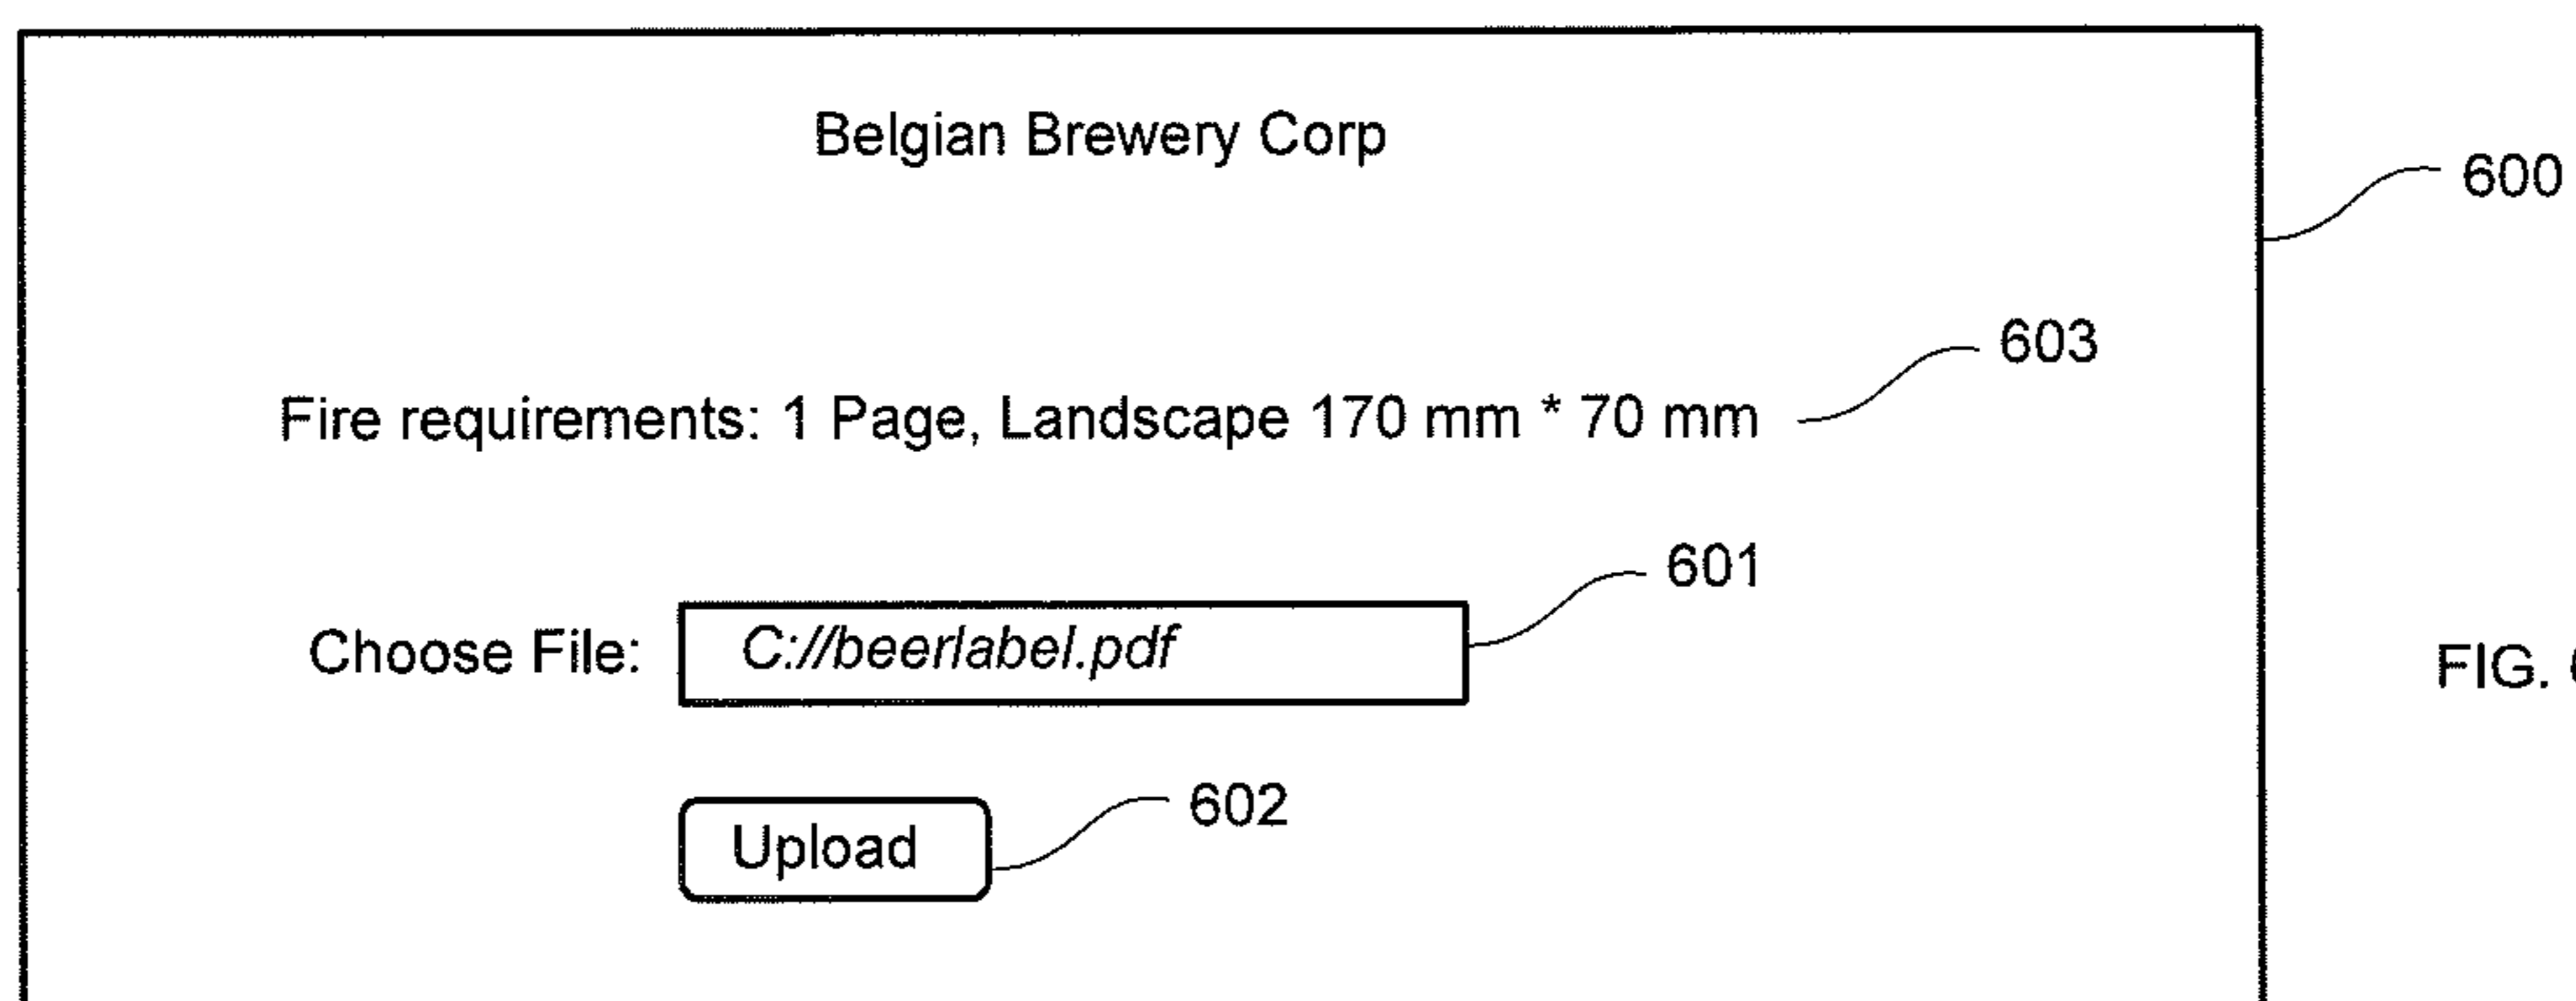 Belgian Brewery Corp
600
603
Fire requirements: 1 Page, Landscape 170 mm * 70 mm
601
Choose File: C://beerlabel.pdf
FIG.
602
Upload